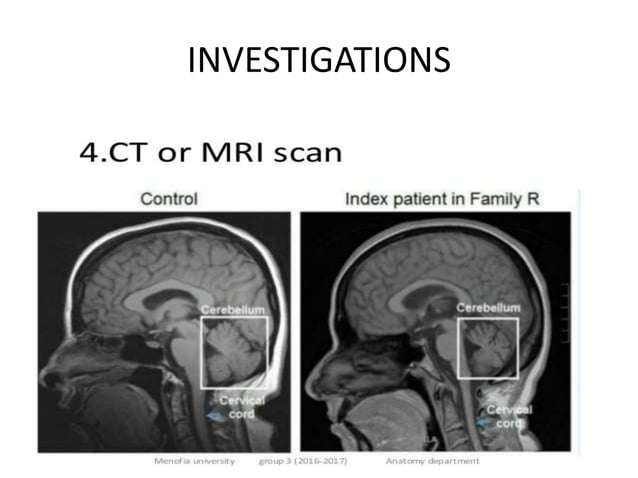 INVESTIGATIONS
4.CT or MRI scan
Control
Index patient in Family R
Cerebellum
Cerebellum
Cervical
cord
Cervical
cord
Menofia university group 3 (2016-2017) Anatomy department